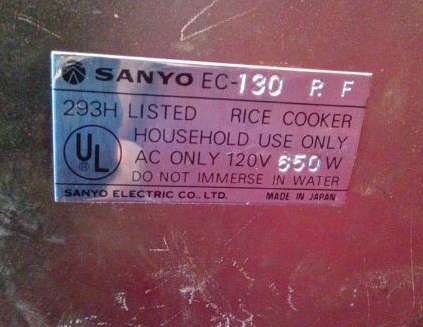 SANYO EC-130 R F
293H LISTED RICE COOKER
UL HOUSEHOLD USE ONLY
AC ONLY 120V 650 W
DO NOT IMMERSE IN WATER
SANYO ELECTRIC CO., LTD. MADE IN JAPAN